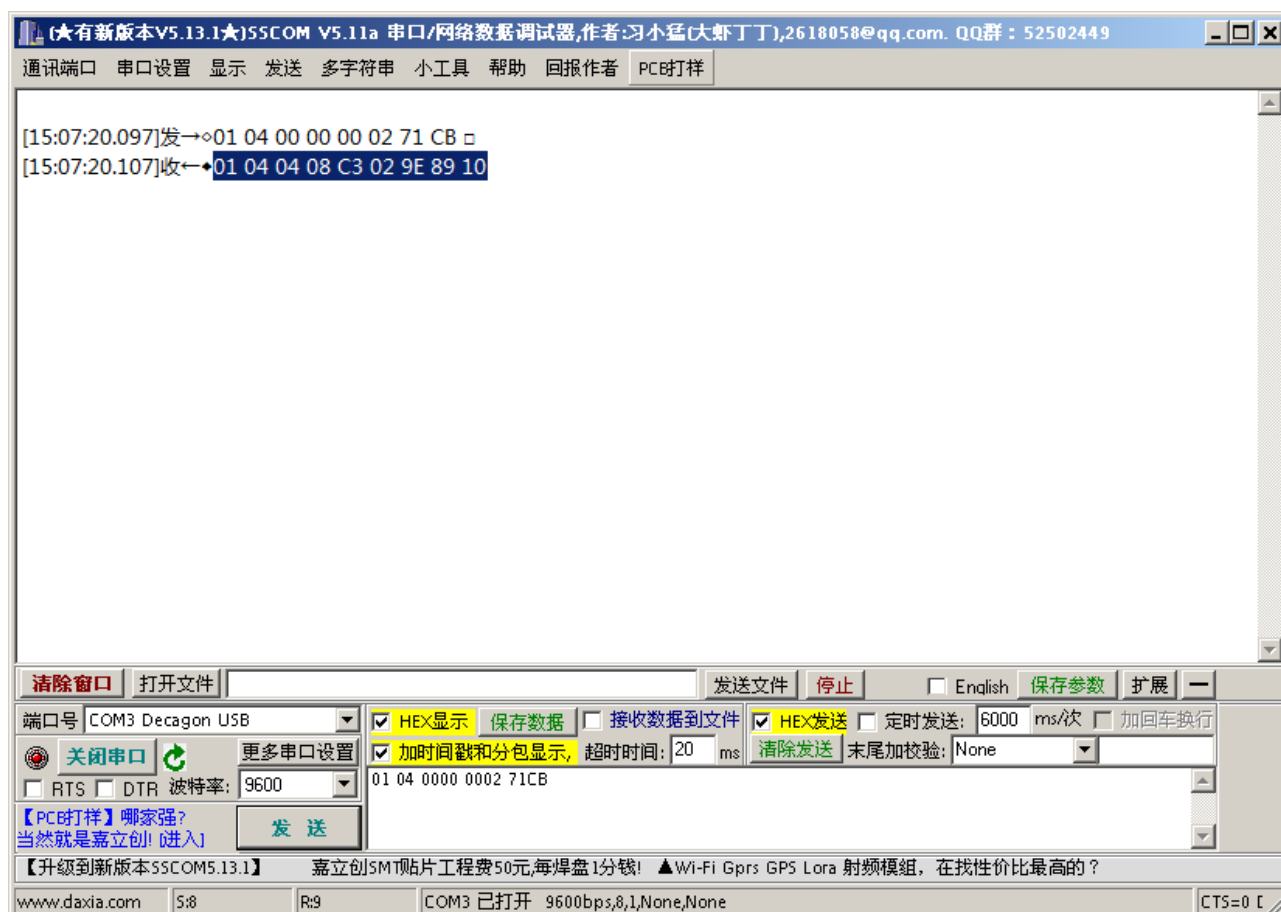 (★有新版本V5.13.1★)SSCOM V5.11a 串口/网络数据调试器,作者:习小猛(大虾丁丁),2618058@qq.com. QQ群：52502449
通讯端口 串口设置 显示 发送 多字符串 小工具 帮助 回报作者 PCB打样
[15:07:20.097]发→◇01 04 00 00 00 02 71 CB □
[15:07:20.107]收←◆01 04 04 08 C3 02 9E 89 10
清除窗口 打开文件 发送文件 停止 English 保存参数 扩展 —
端口号 COM3 Decagon USB HEX显示 保存数据 接收数据到文件 HEX发送 定时发送: 6000 ms/次 加回车换行
关闭串口 更多串口设置 加时间戳和分包显示, 超时时间: 20 ms 清除发送 末尾加校验: None
RTS DTR 波特率: 9600
01 04 0000 0002 71CB
【PCB打样】哪家强?
当然就是嘉立创! [进入]
发 送
【升级到新版本SSCOM5.13.1】 嘉立创SMT贴片工程费50元,每焊盘1分钱! ▲Wi-Fi Gprs GPS Lora 射频模组，在找性价比最高的？
www.daxia.com S:8 R:9 COM3 已打开 9600bps,8,1,None,None CTS=0